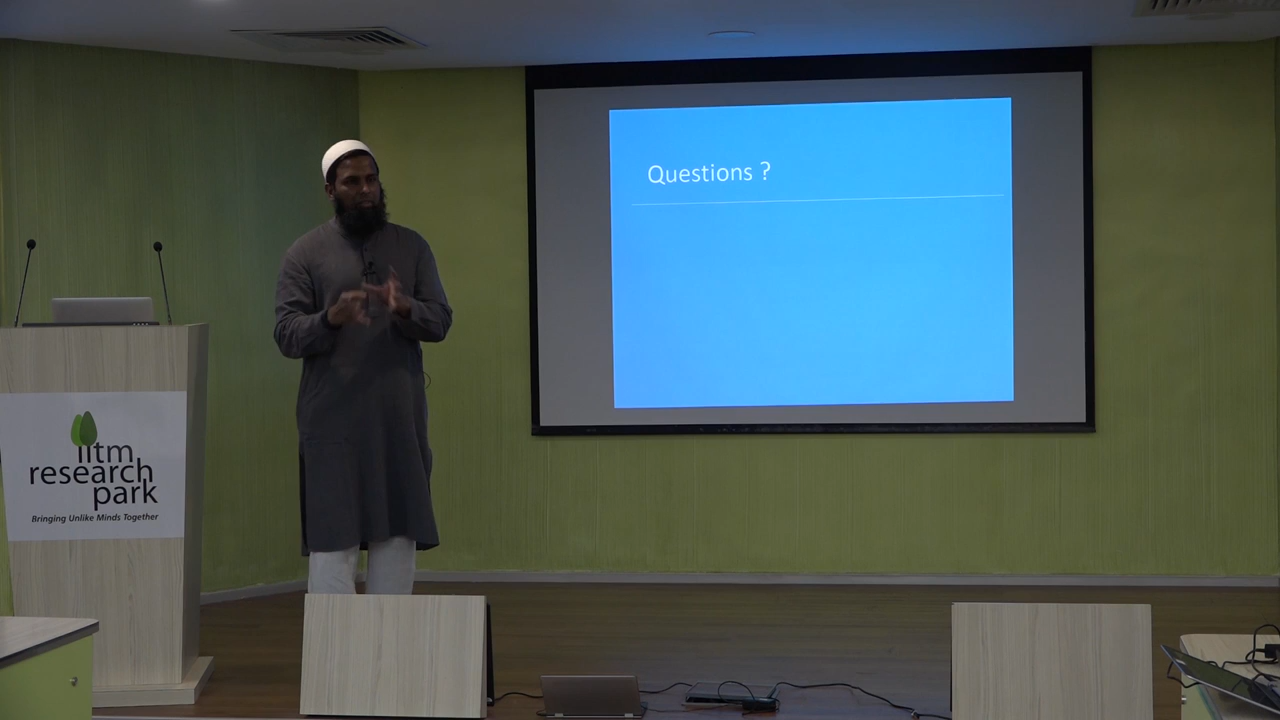 Questions ?
iitm
research
park
Bringing Unlike Minds Together